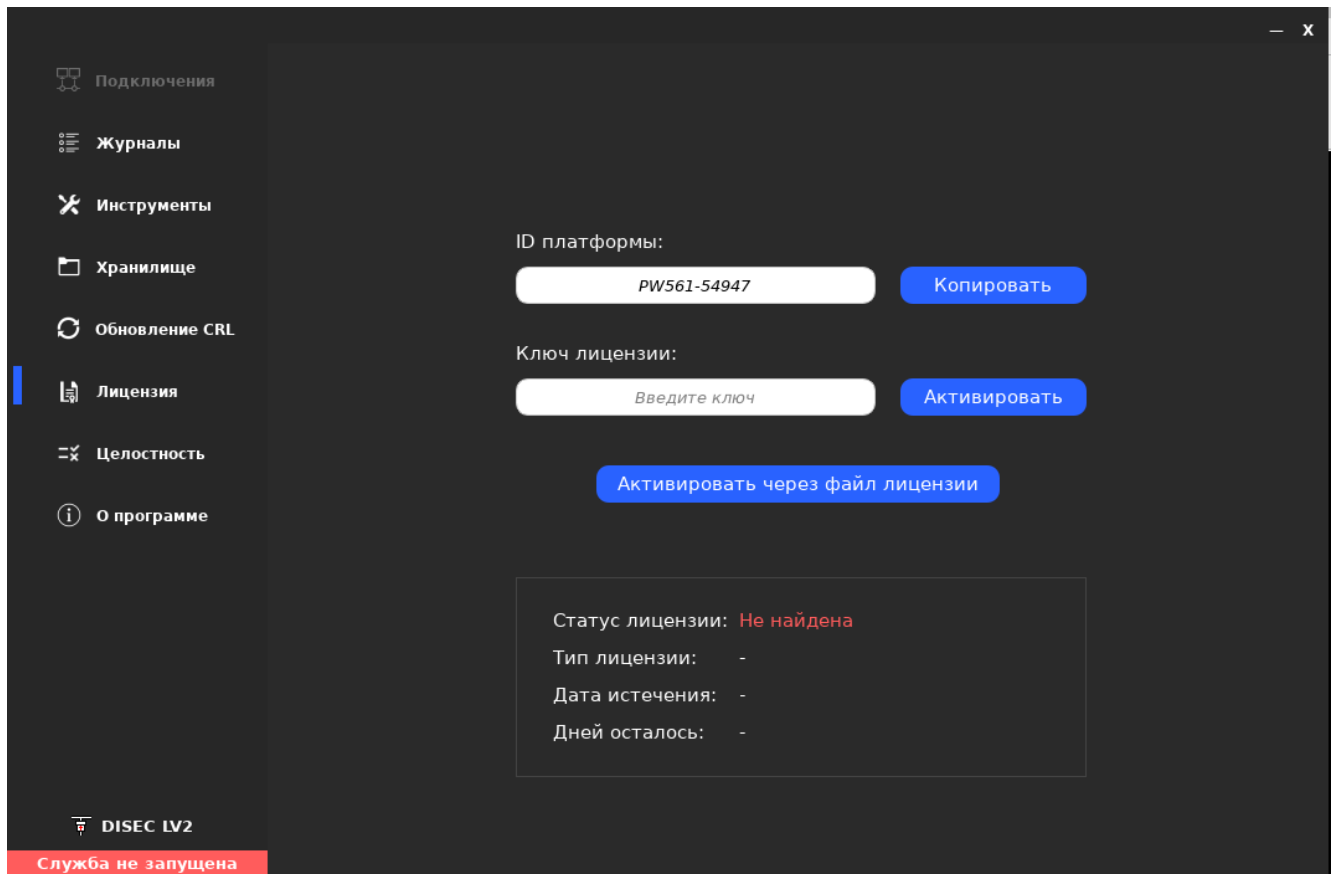 — X
Подключения
Журналы
Инструменты
Хранилище
Обновление CRL
Лицензия
Целостность
О программе
DISEC LV2
Служба не запущена
ID платформы:
PW561-54947 Копировать
Ключ лицензии:
Введите ключ Активировать
Активировать через файл лицензии
Статус лицензии: Не найдена
Тип лицензии: -
Дата истечения: -
Дней осталось: -